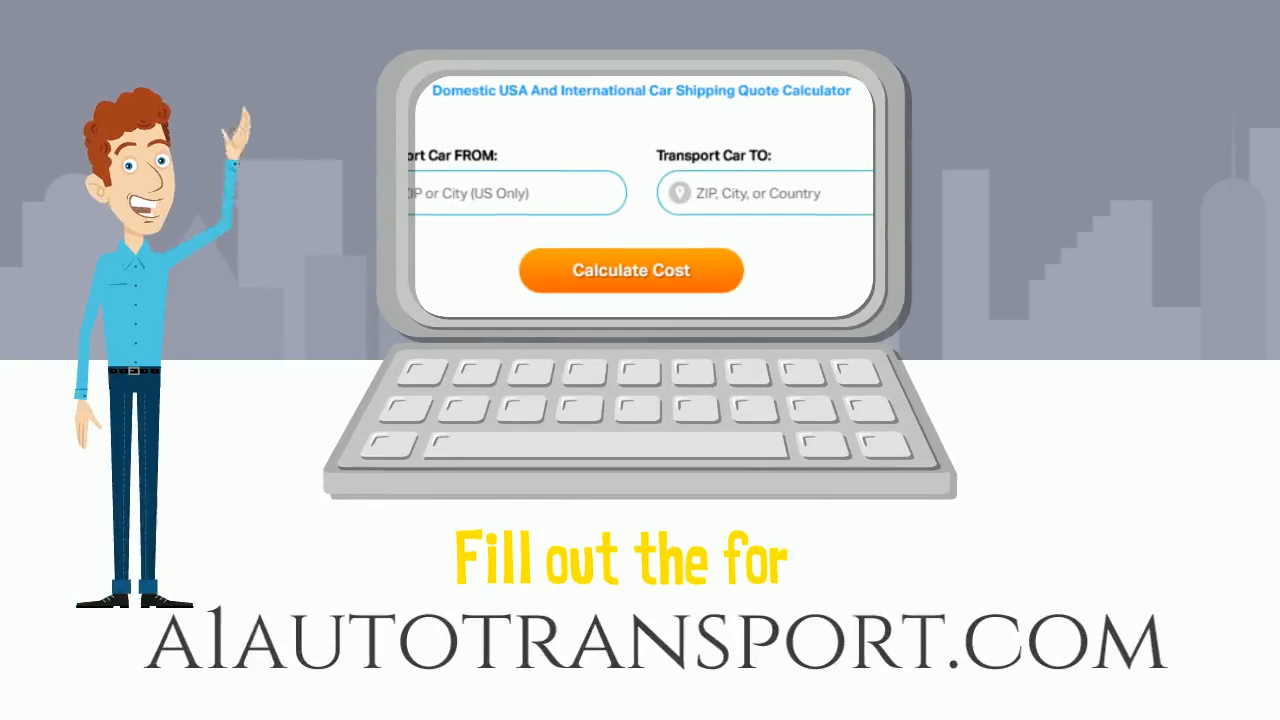 Domestic USA And International Car Shipping Quote Calculator
ort Car FROM:
Transport Car TO:
IP or City (US Only)
ZIP, City, or Country
Calculate Cost
Fill out the for
A1AUTOTRANSPORT.COM